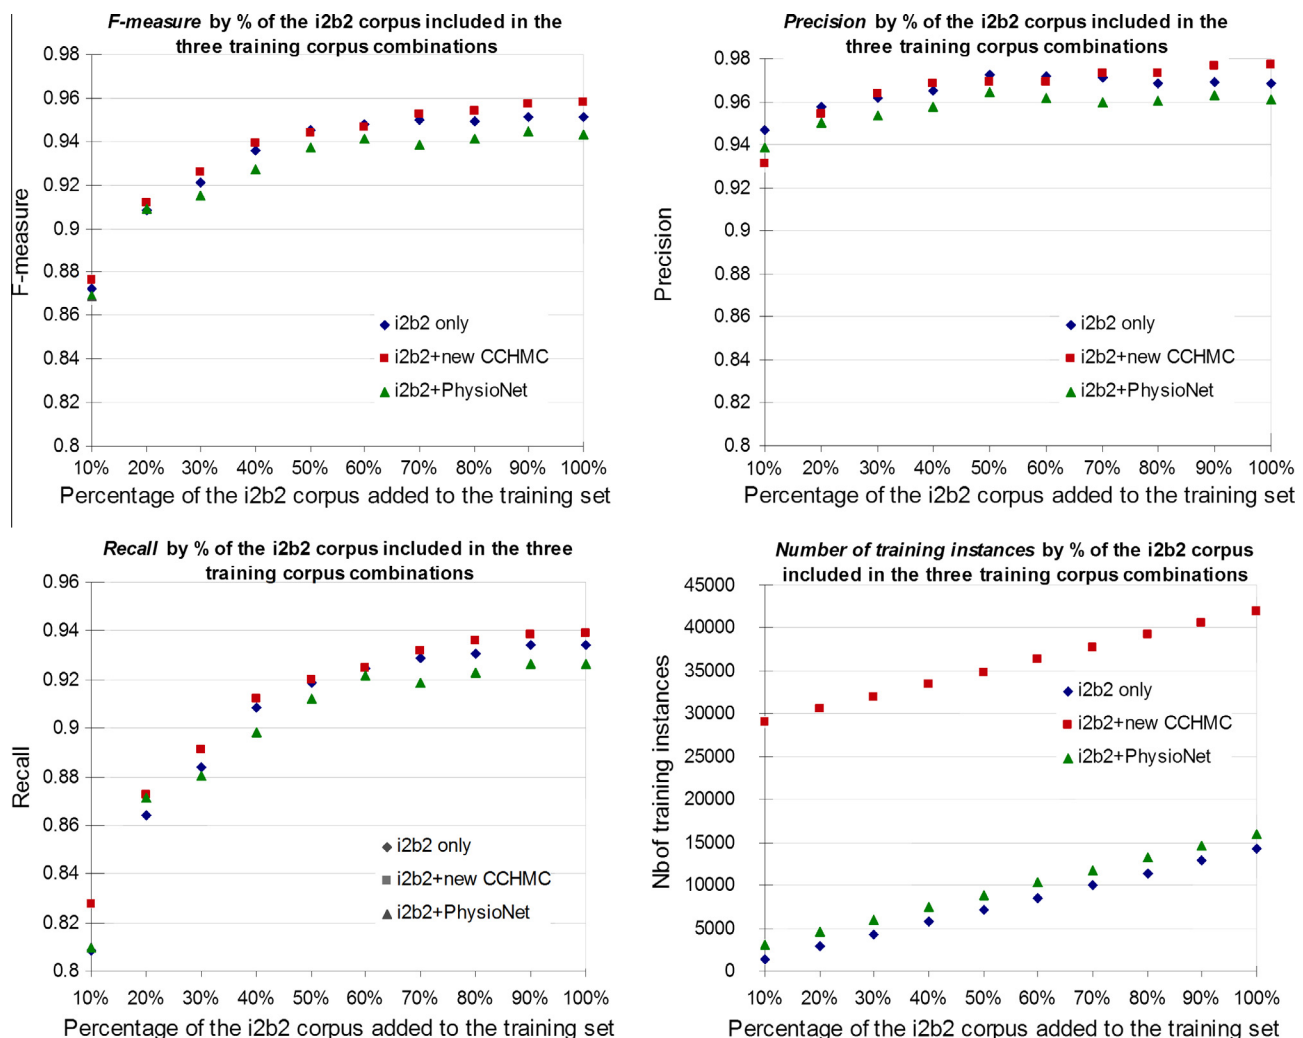 F-measure by % of the i2b2 corpus included in the
three training corpus combinations
0.98
0.96
0.94
0.92
0.9
0.88
0.86
0.84
0.82
0.8
F-measure
i2b2 only
i2b2+new CCHMC
i2b2+PhysioNet
10% 20% 30% 40% 50% 60% 70% 80% 90% 100%
Percentage of the i2b2 corpus added to the training set
Precision by % of the i2b2 corpus included in the
three training corpus combinations
0.98
0.96
0.94
0.92
0.9
0.88
0.86
0.84
0.82
0.8
Precision
i2b2 only
i2b2+new CCHMC
i2b2+PhysioNet
10% 20% 30% 40% 50% 60% 70% 80% 90% 100%
Percentage of the i2b2 corpus added to the training set
Recall by % of the i2b2 corpus included in the three
training corpus combinations
0.96
0.94
0.92
0.9
0.88
0.86
0.84
0.82
0.8
Recall
i2b2 only
i2b2+new CCHMC
i2b2+PhysioNet
10% 20% 30% 40% 50% 60% 70% 80% 90% 100%
Percentage of the i2b2 corpus added to the training set
Number of training instances by % of the i2b2 corpus
included in the three training corpus combinations
45000
40000
35000
30000
25000
20000
15000
10000
5000
0
Nbof training instances
i2b2 only
i2b2+new CCHMC
i2b2+PhysioNet
10% 20% 30% 40% 50% 60% 70% 80% 90% 100%
Percentage of the i2b2 corpus added to the training set